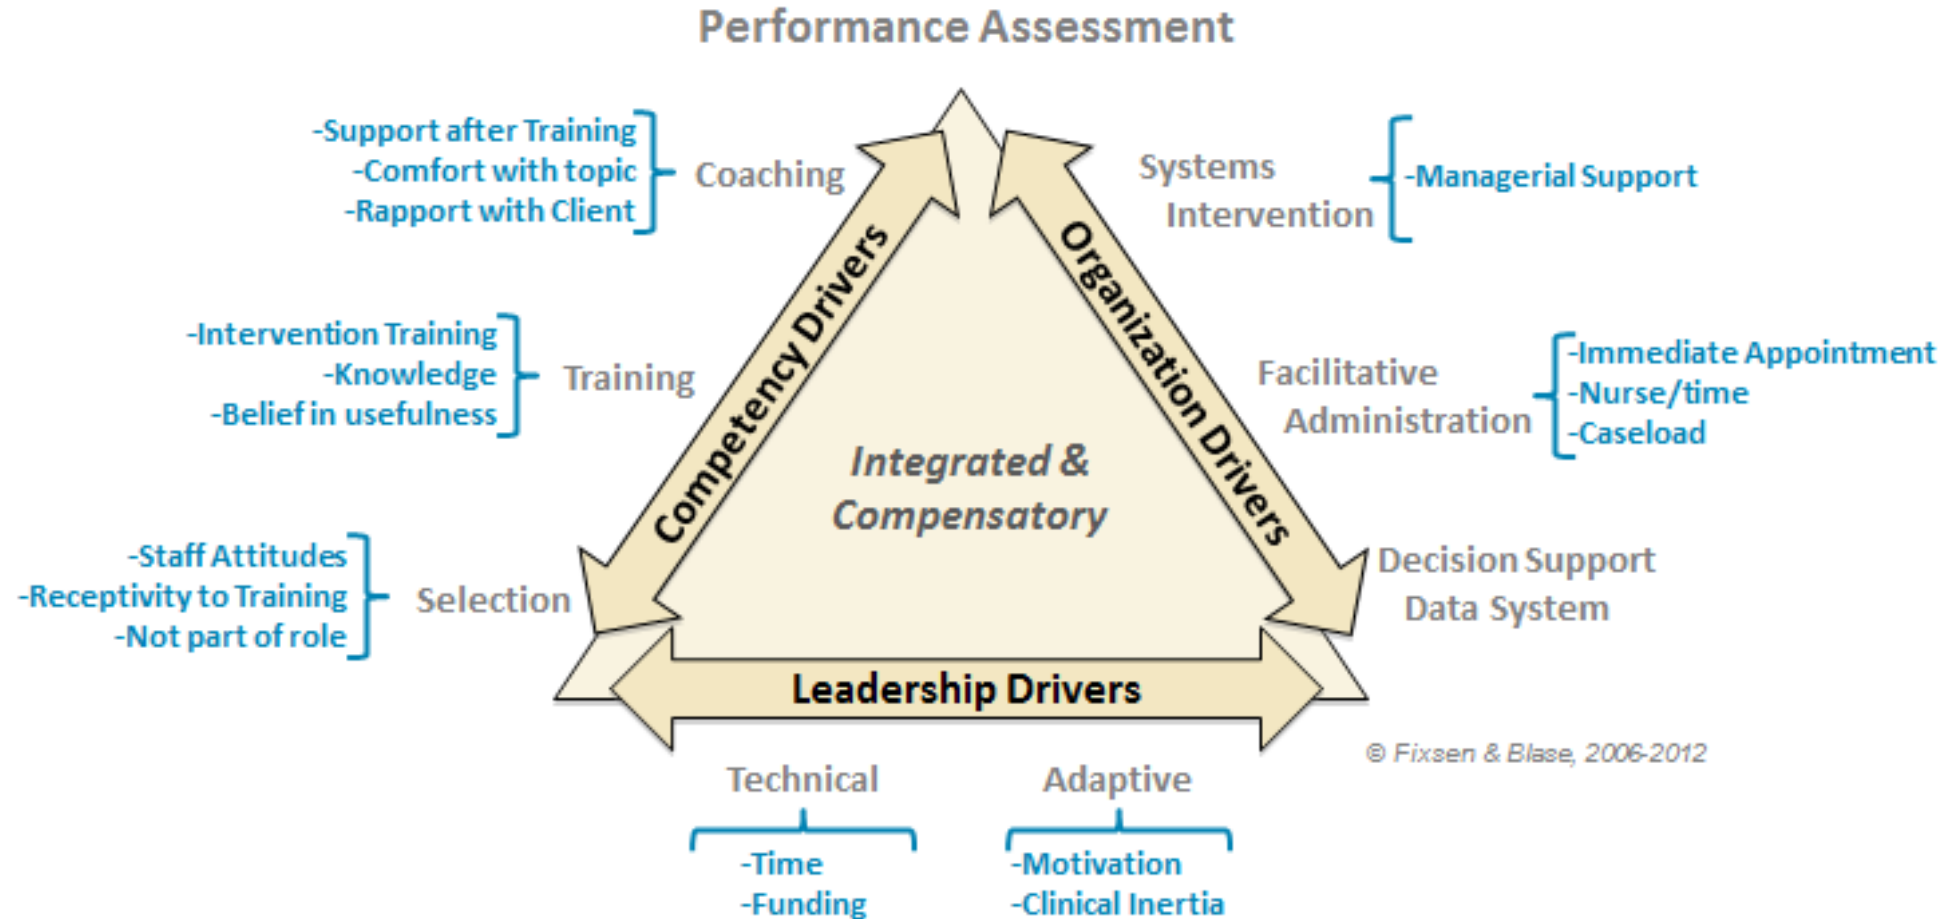 Performance Assessment
-Support after Training
-Comfort with topic
-Rapport with Client
Coaching
Systems
Intervention
-Managerial Support
-Intervention Training
-Knowledge
-Belief in usefulness
Training
Competency Drivers
Organization Drivers
Facilitative
Administration
-Immediate Appointment
-Nurse/time
-Caseload
Integrated &
Compensatory
-Staff Attitudes
-Receptivity to Training
-Not part of role
Selection
Decision Support
Data System
Leadership Drivers
© Fixsen & Blase, 2006-2012
Technical
-Time
-Funding
Adaptive
-Motivation
-Clinical Inertia